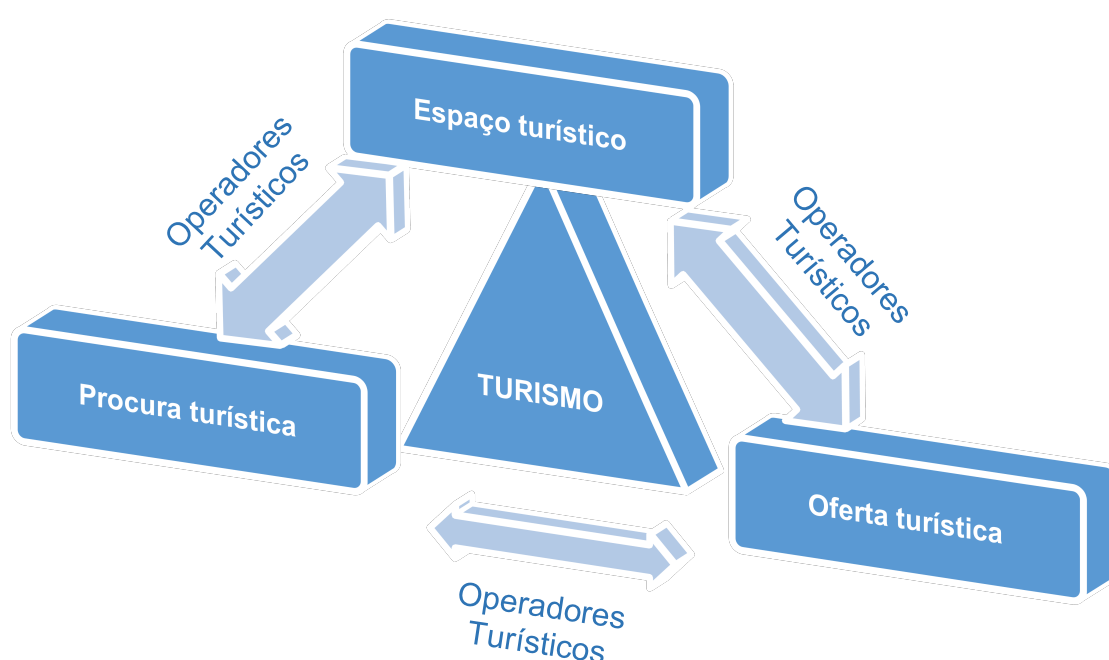 Espaço turístico
Operadores
Turísticos
Operadores
Turísticos
Procura turística
TURISMO
Oferta turística
Operadores
Turísticos